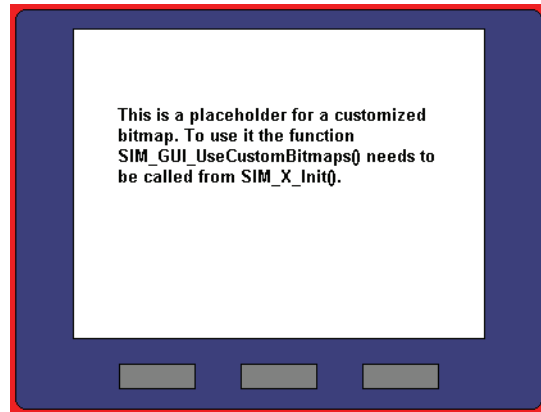 This is a placeholder for a customized
bitmap. To use it the function
SIM_GUI_UseCustomBitmaps() needs to
be called from SIM_X_Init().